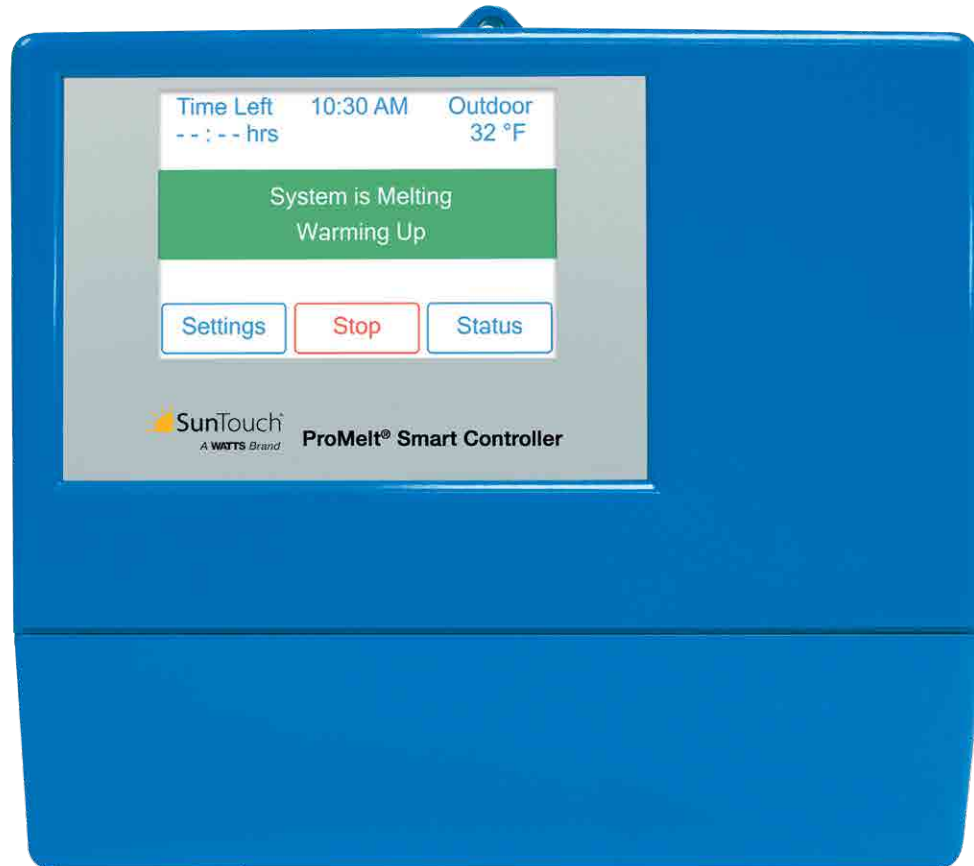 Time Left 10:30 AM Outdoor
--:-- hrs 32 °F
System is Melting
Warming Up
Settings Stop Status
SunTouch®
A WATTS Brand
ProMelt® Smart Controller